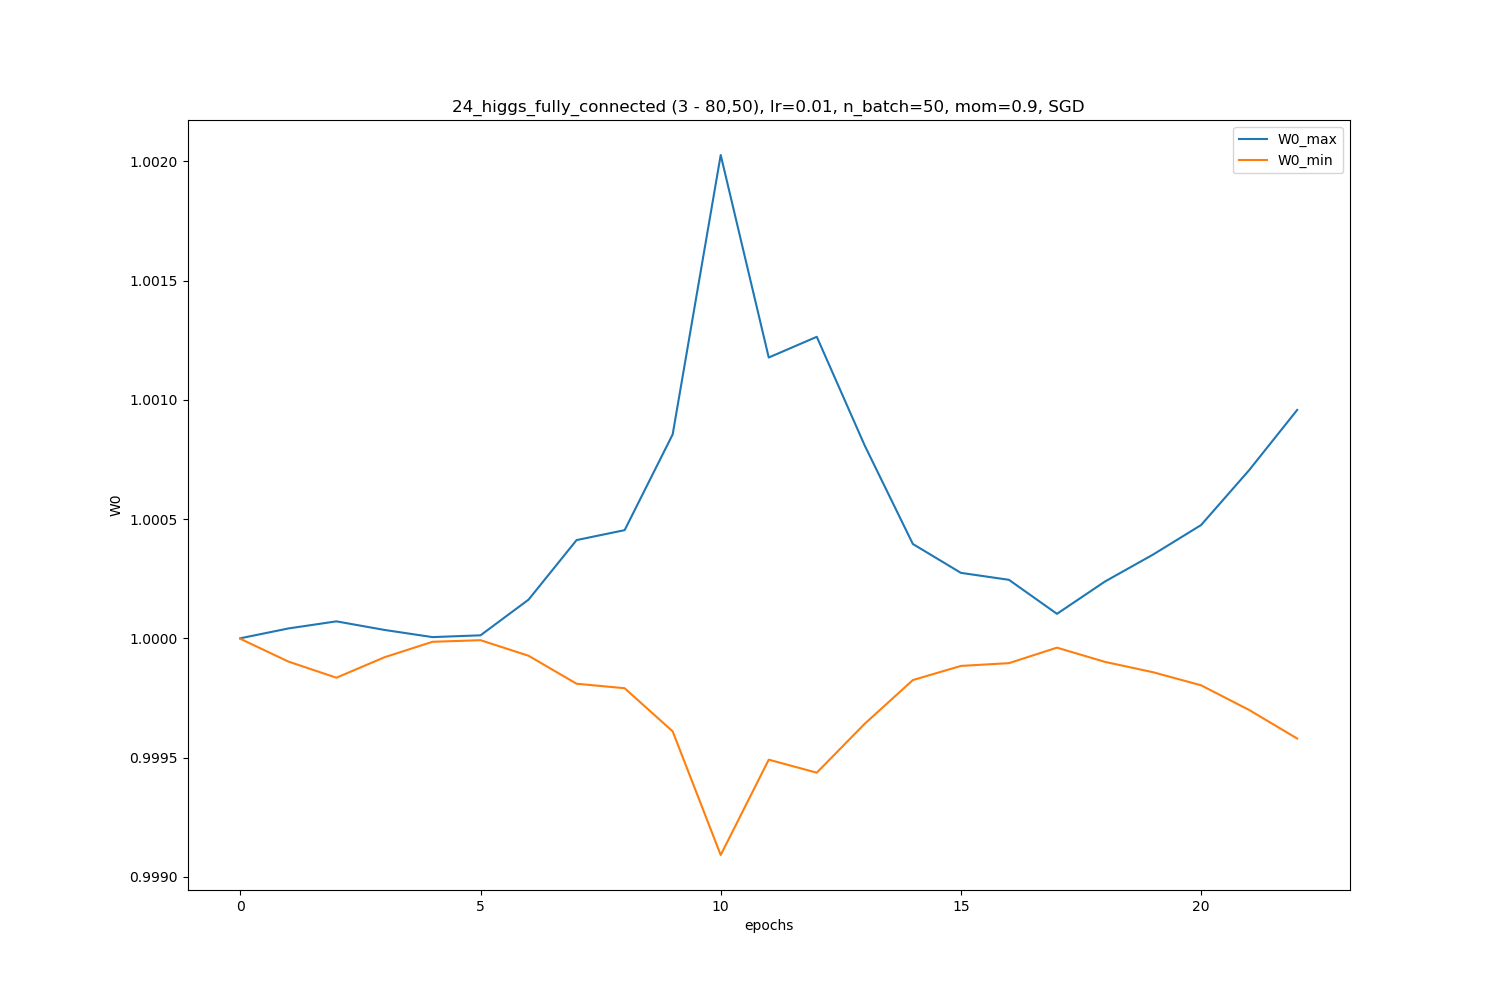 24_higgs_fully_connected (3 - 80,50), lr=0.01, n_batch=50, mom=0.9, SGD
W0_max
W0_min
1.0020
1.0015
1.0010
1.0005
1.0000
0.9995
0.9990
W0
0 5 10 15 20
epochs